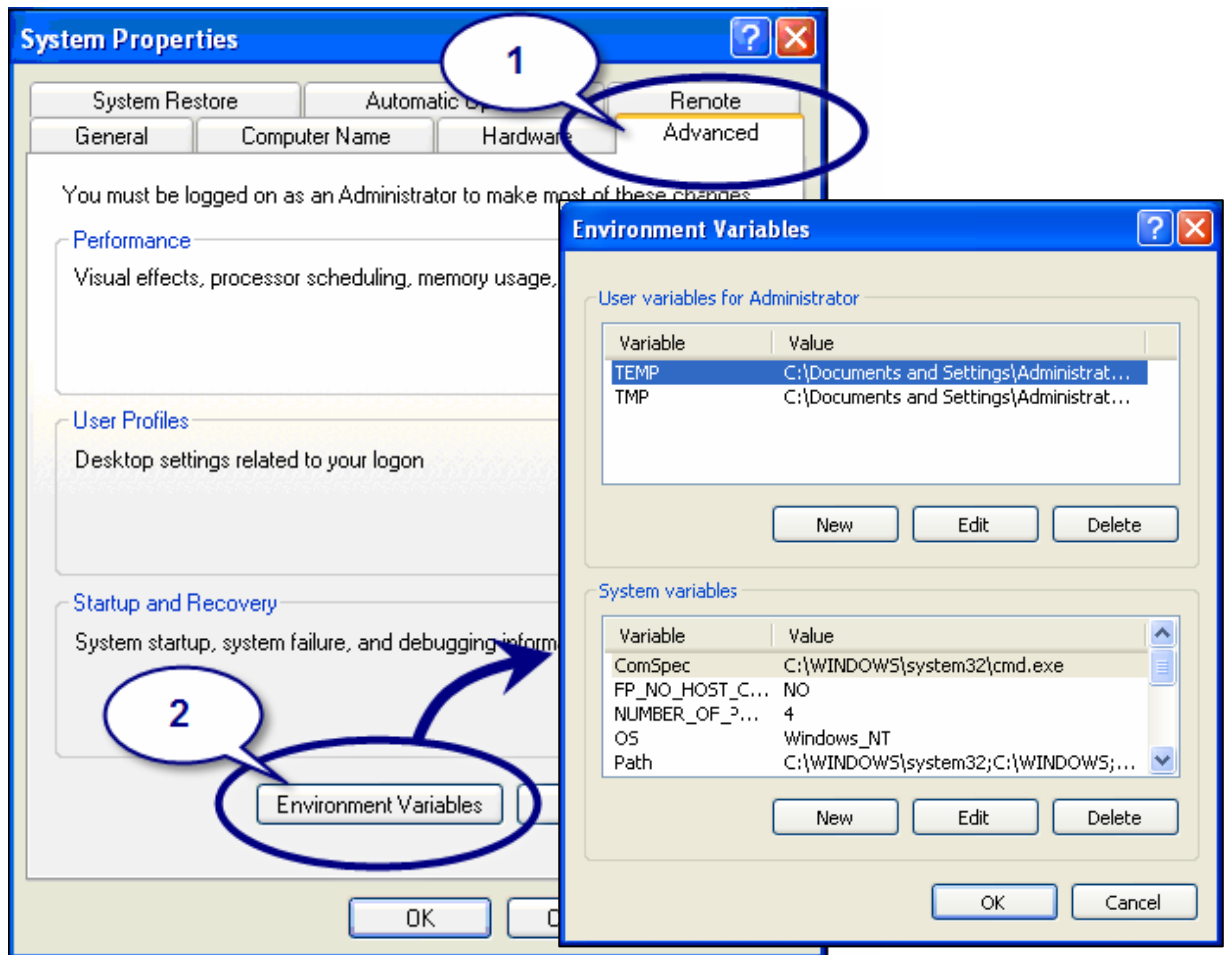 System Properties
1
System Restore
Automatic
Remote
General
Computer Name
Hardware
Advanced
You must be logged on as an Administrator to make most of these changes
Performance
Visual effects, processor scheduling, memory usage,
User Profiles
Desktop settings related to your logon
Startup and Recovery
System startup, system failure, and debugging inform
2
Environment Variables
OK
Environment Variables
User variables for Administrator
Variable Value
TEMP C:\Documents and Settings\Administrat...
TMP C:\Documents and Settings\Administrat...
New Edit Delete
System variables
Variable Value
ComSpec C:\WINDOWS\system32\cmd.exe
FP_NO_HOST_C... NO
NUMBER_OF_P... 4
OS Windows_NT
Path C:\WINDOWS\system32;C:\WINDOWS;...
New Edit Delete
OK Cancel